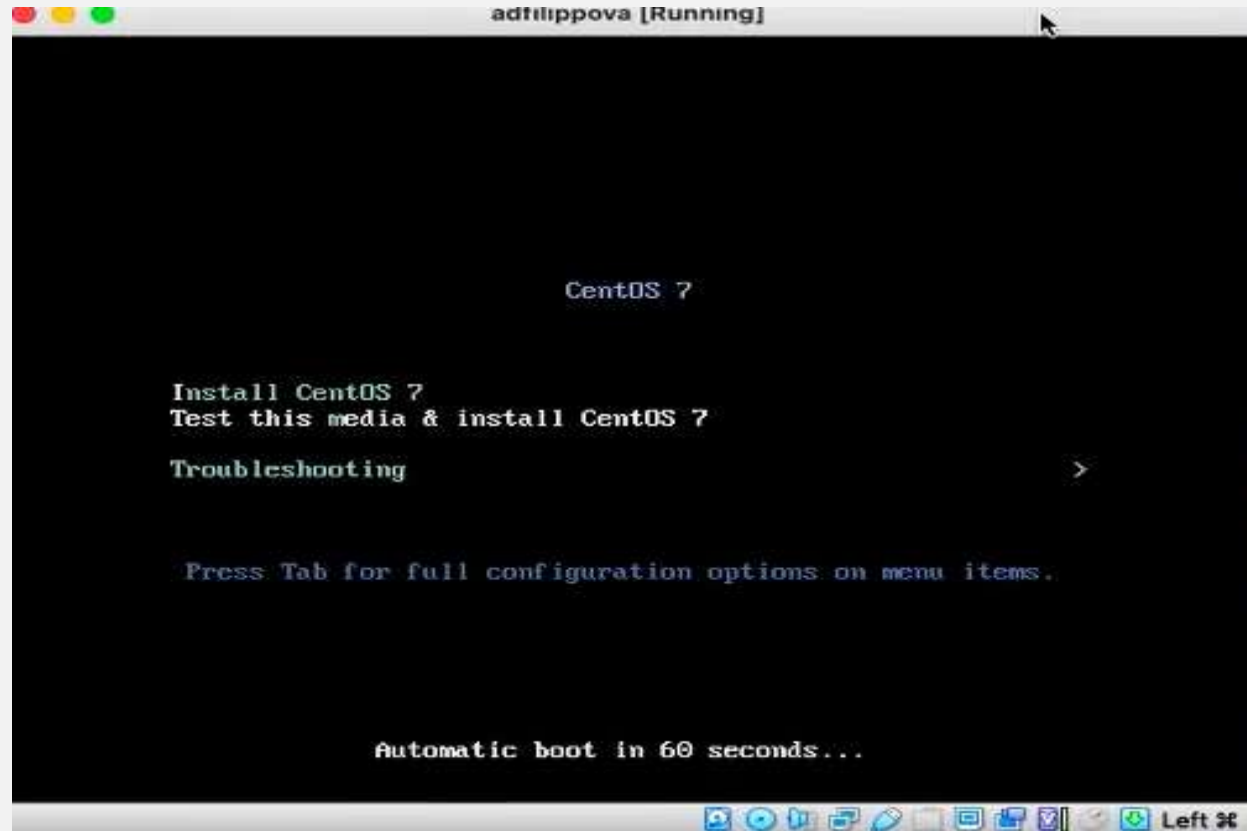 adfilippova [Running]
CentOS 7
Install CentOS 7
Test this media & install CentOS 7
Troubleshooting >
Press Tab for full configuration options on menu items.
Automatic boot in 60 seconds...
Left ⌘